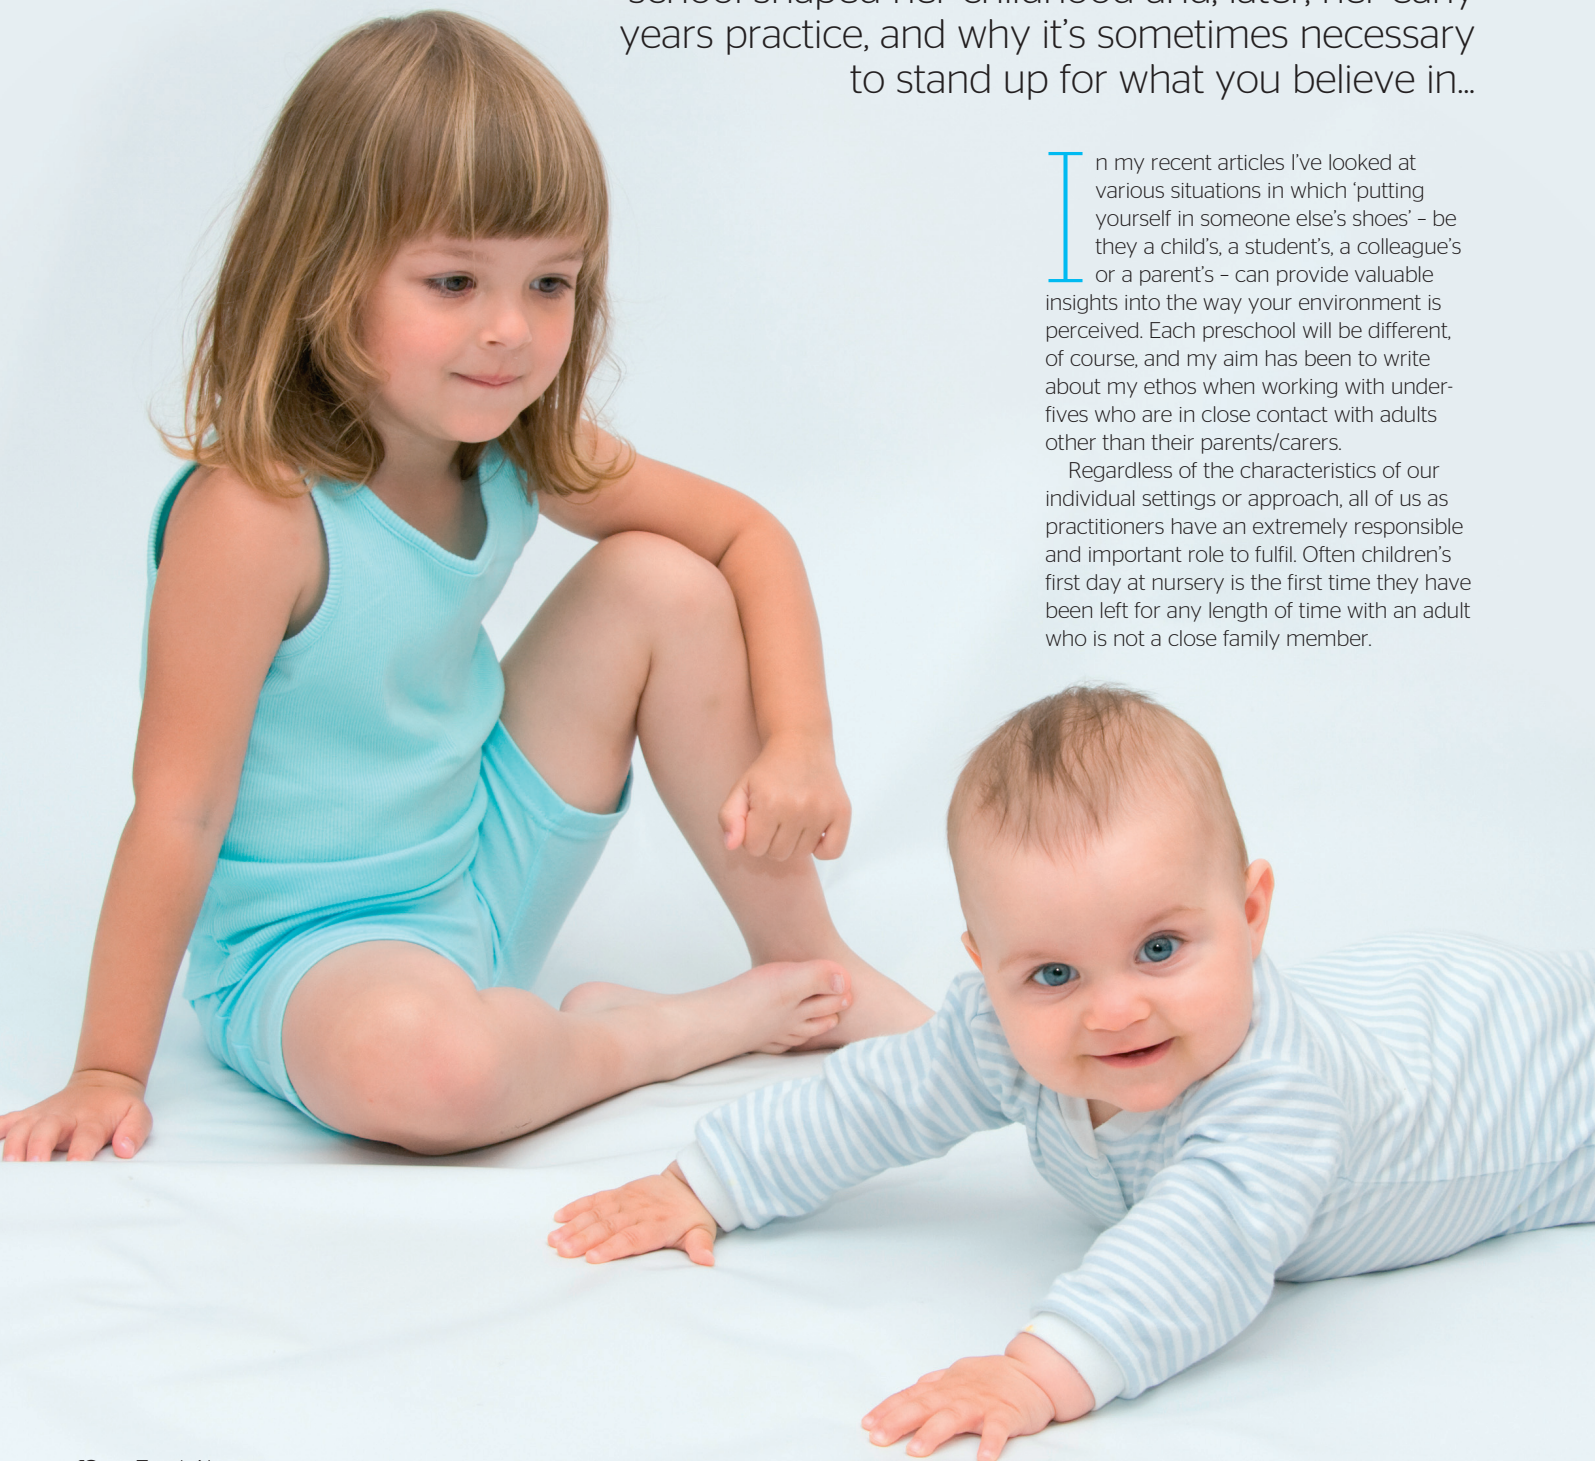 years practice, and why it’s sometimes necessary
to stand up for what you believe in...
In my recent articles I’ve looked at
various situations in which ‘putting
yourself in someone else’s shoes’ – be
they a child’s, a student’s, a colleague’s
or a parent’s – can provide valuable
insights into the way your environment is
perceived. Each preschool will be different,
of course, and my aim has been to write
about my ethos when working with under-
fives who are in close contact with adults
other than their parents/carers.
Regardless of the characteristics of our
individual settings or approach, all of us as
practitioners have an extremely responsible
and important role to fulfil. Often children’s
first day at nursery is the first time they have
been left for any length of time with an adult
who is not a close family member.